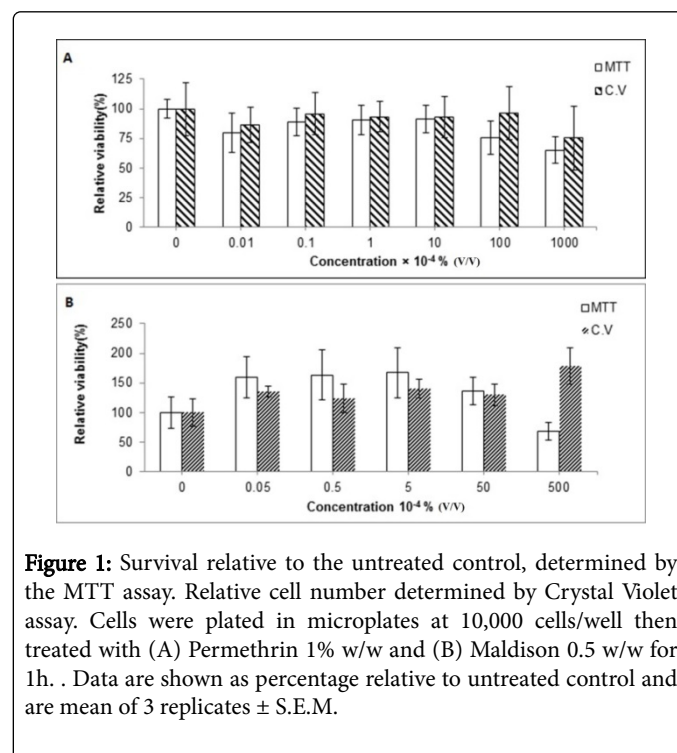 A
MTT
C.V
125
100
75
50
25
0
Relative viability(%)
0 0.01 0.1 1 10 100 1000
Concentration × 10-4 % (V/V)
B
MTT
C.V
250
200
150
100
50
0
Relative viability(%)
0 0.05 0.5 5 50 500
Concentration 10-4 % (V/V)
Figure 1: Survival relative to the untreated control, determined by
the MTT assay. Relative cell number determined by Crystal Violet
assay. Cells were plated in microplates at 10,000 cells/well then
treated with (A) Permethrin 1% w/w and (B) Maldison 0.5 w/w for
1h. . Data are shown as percentage relative to untreated control and
are mean of 3 replicates ± S.E.M.